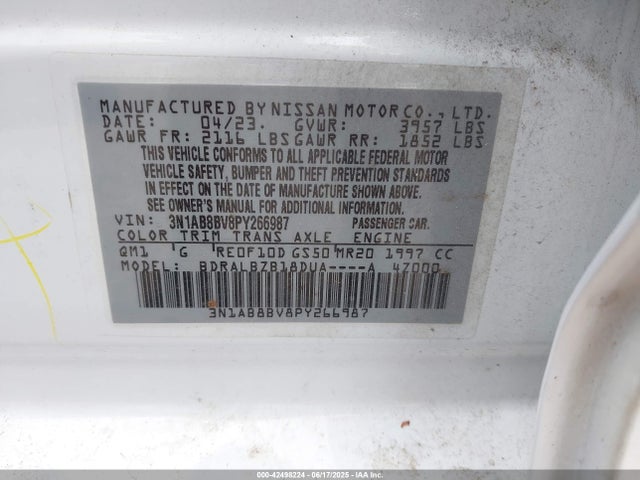 MANUFACTURED BY NISSAN MOTOR CO., LTD.
DATE: 04/23. GVWR: 3957 LBS
GAWR FR: 2116 LBS GAWR RR: 1852 LBS
THIS VEHICLE CONFORMS TO ALL APPLICABLE FEDERAL MOTOR
VEHICLE SAFETY, BUMPER AND THEFT PREVENTION STANDARDS
IN EFFECT ON THE DATE OF MANUFACTURE SHOWN ABOVE.
SEE OWNER'S MANUAL FOR ADDITIONAL INFORMATION.
VIN: 3N1AB8BV8PY266987 PASSENGER CAR.
COLOR TRIM TRANS AXLE ENGINE
QM1 G RE0F10D GS50 MR20 1997 CC
BDRALBZB18DUA----A 4Z000
3N1AB8BV8PY266987
000-42498224 - 06/17/2025 - IAA Inc.